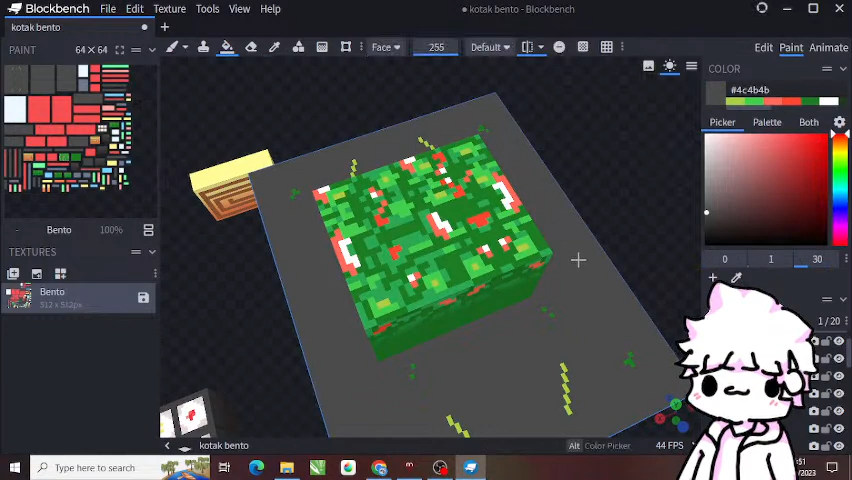 Blockbench File Edit Texture Tools View Help
kotak bento - Blockbench
kotak bento
Face 255 Default Edit Paint Animate
PAINT 64 × 64
COLOR
#4c4b4b
Picker Palette Both
Bento 100%
TEXTURES
Bento
512 x 512px
0 1 30
1 / 20
kotak bento Alt Color Picker 44 FPS
Type here to search